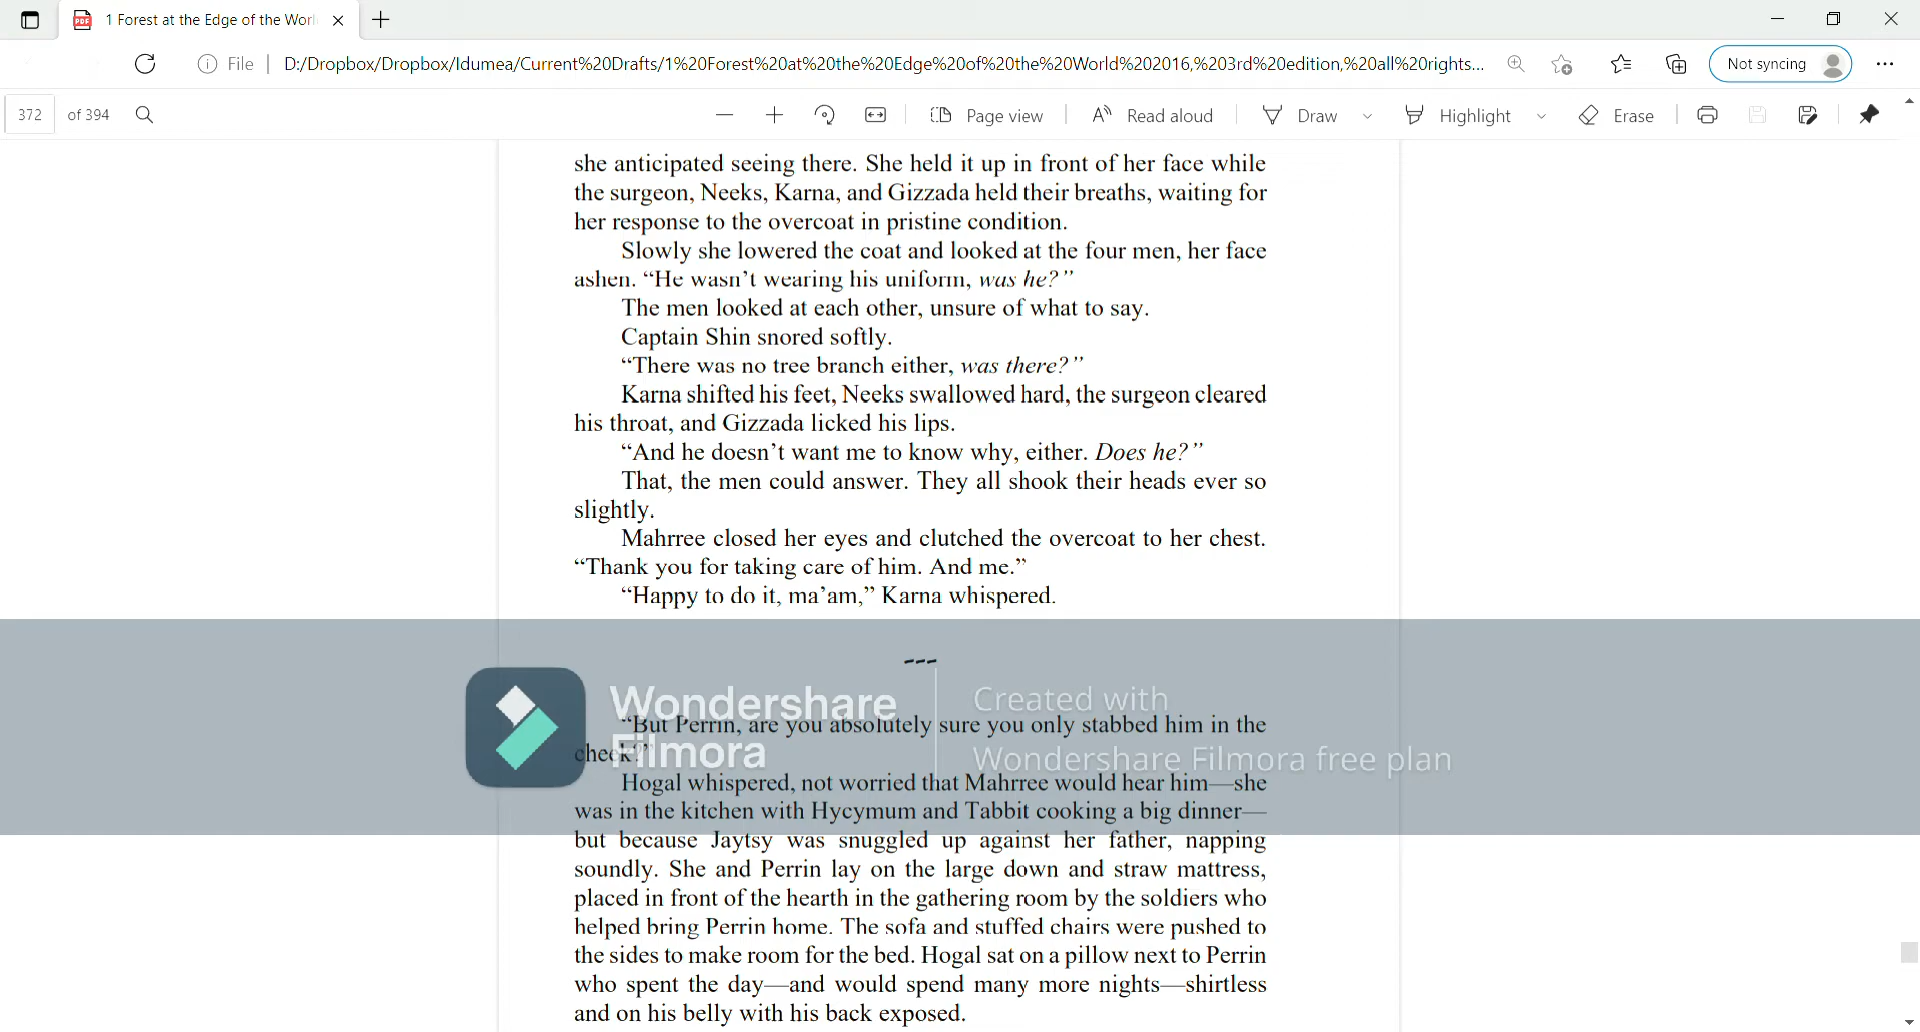 1 Forest at the Edge of the Worl
File
D:/Dropbox/Dropbox/Idumea/Current%20Drafts/1%20Forest%20at%20the%20Edge%20of%20the%20World%202016,%203rd%20edition,%20all%20rights...
Not syncing
372 of 394
Page view
Read aloud
Draw
Highlight
Erase
she anticipated seeing there. She held it up in front of her face while
the surgeon, Neeks, Karna, and Gizzada held their breaths, waiting for
her response to the overcoat in pristine condition.
Slowly she lowered the coat and looked at the four men, her face
ashen. “He wasn’t wearing his uniform, was he?”
The men looked at each other, unsure of what to say.
Captain Shin snored softly.
“There was no tree branch either, was there?”
Karna shifted his feet, Neeks swallowed hard, the surgeon cleared
his throat, and Gizzada licked his lips.
“And he doesn’t want me to know why, either. Does he?”
That, the men could answer. They all shook their heads ever so
slightly.
Mahrree closed her eyes and clutched the overcoat to her chest.
“Thank you for taking care of him. And me.”
“Happy to do it, ma’am,” Karna whispered.
---
Wondershare
Filmora
Created with
Wondershare Filmora free plan
“But Perrin, are you absolutely sure you only stabbed him in the
cheek?”
Hogal whispered, not worried that Mahrree would hear him—she
was in the kitchen with Hycymum and Tabbit cooking a big dinner—
but because Jaytsy was snuggled up against her father, napping
soundly. She and Perrin lay on the large down and straw mattress,
placed in front of the hearth in the gathering room by the soldiers who
helped bring Perrin home. The sofa and stuffed chairs were pushed to
the sides to make room for the bed. Hogal sat on a pillow next to Perrin
who spent the day—and would spend many more nights—shirtless
and on his belly with his back exposed.